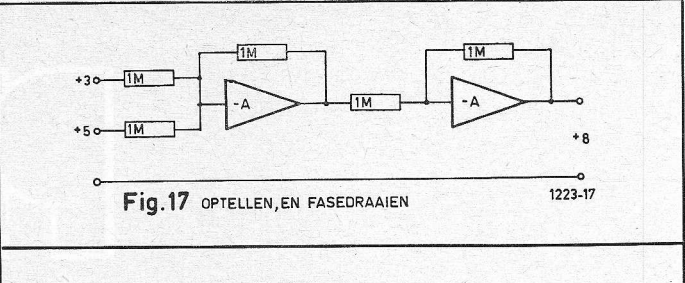 1M
1M
+3
1M
-A
1M
-A
+5
1M
+8
Fig.17 OPTELLEN,EN FASEDRAAIEN
1223-17